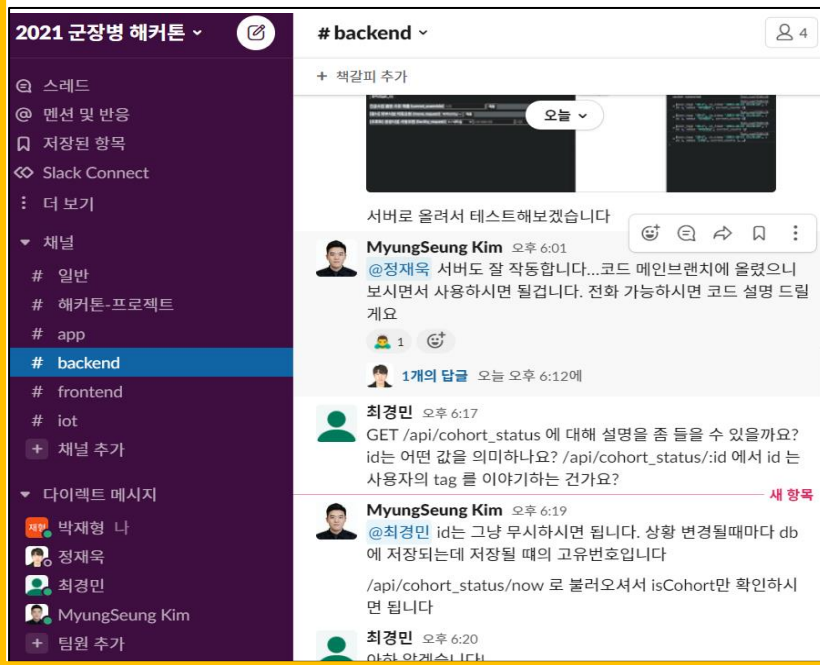 2021 군장병 해커톤
스레드
멘션 및 반응
저장된 항목
Slack Connect
더 보기
채널
# 일반
# 해커톤-프로젝트
# app
# backend
# frontend
# iot
+ 채널 추가
다이렉트 메시지
박재형 나
정재욱
최경민
MyungSeung Kim
+ 팀원 추가
# backend
4
+ 책갈피 추가
오늘
서버로 올려서 테스트해보겠습니다
MyungSeung Kim 오후 6:01
@정재욱 서버도 잘 작동합니다...코드 메인브랜치에 올렸으니
보시면서 사용하시면 될겁니다. 전화 가능하시면 코드 설명 드릴
게요
1
1개의 답글 오늘 오후 6:12에
최경민 오후 6:17
GET /api/cohort_status 에 대해 설명을 좀 들을 수 있을까요?
id는 어떤 값을 의미하나요? /api/cohort_status/:id 에서 id 는
사용자의 tag 를 이야기하는 건가요?
새 항목
MyungSeung Kim 오후 6:19
@최경민 id는 그냥 무시하시면 됩니다. 상황 변경될때마다 db
에 저장되는데 저장될 떄의 고유번호입니다
/api/cohort_status/now 로 불러오셔서 isCohort만 확인하시
면 됩니다
최경민 오후 6:20
아하 알겠습니다!